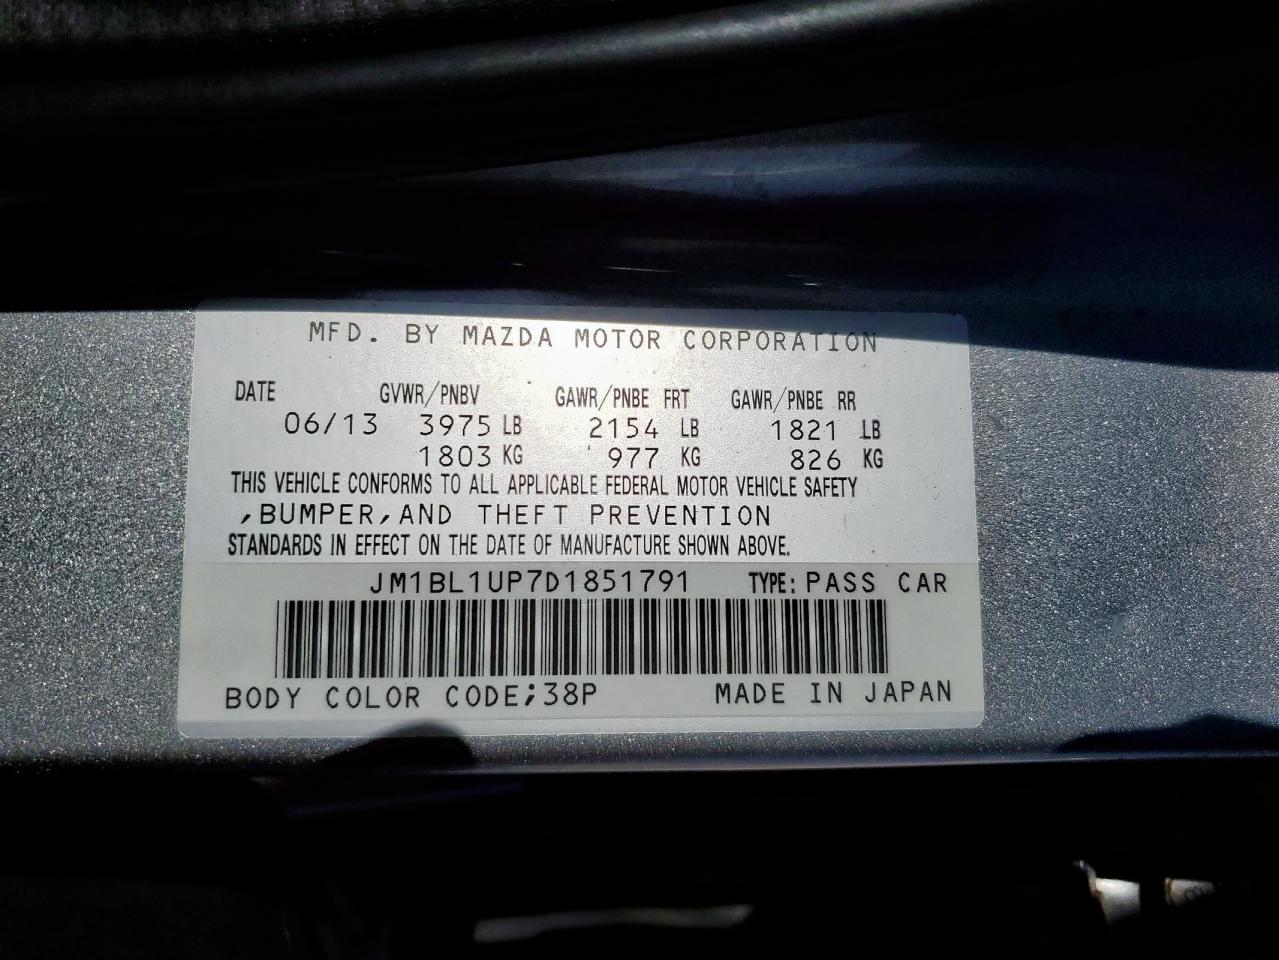 MFD. BY MAZDA MOTOR CORPORATION
DATE GVWR/PNBV GAWR/PNBE FRT GAWR/PNBE RR
06/13 3975 LB 2154 LB 1821 LB
1803 KG 977 KG 826 KG
THIS VEHICLE CONFORMS TO ALL APPLICABLE FEDERAL MOTOR VEHICLE SAFETY
,BUMPER,AND THEFT PREVENTION
STANDARDS IN EFFECT ON THE DATE OF MANUFACTURE SHOWN ABOVE.
JM1BL1UP7D1851791 TYPE: PASS CAR
BODY COLOR CODE;38P MADE IN JAPAN